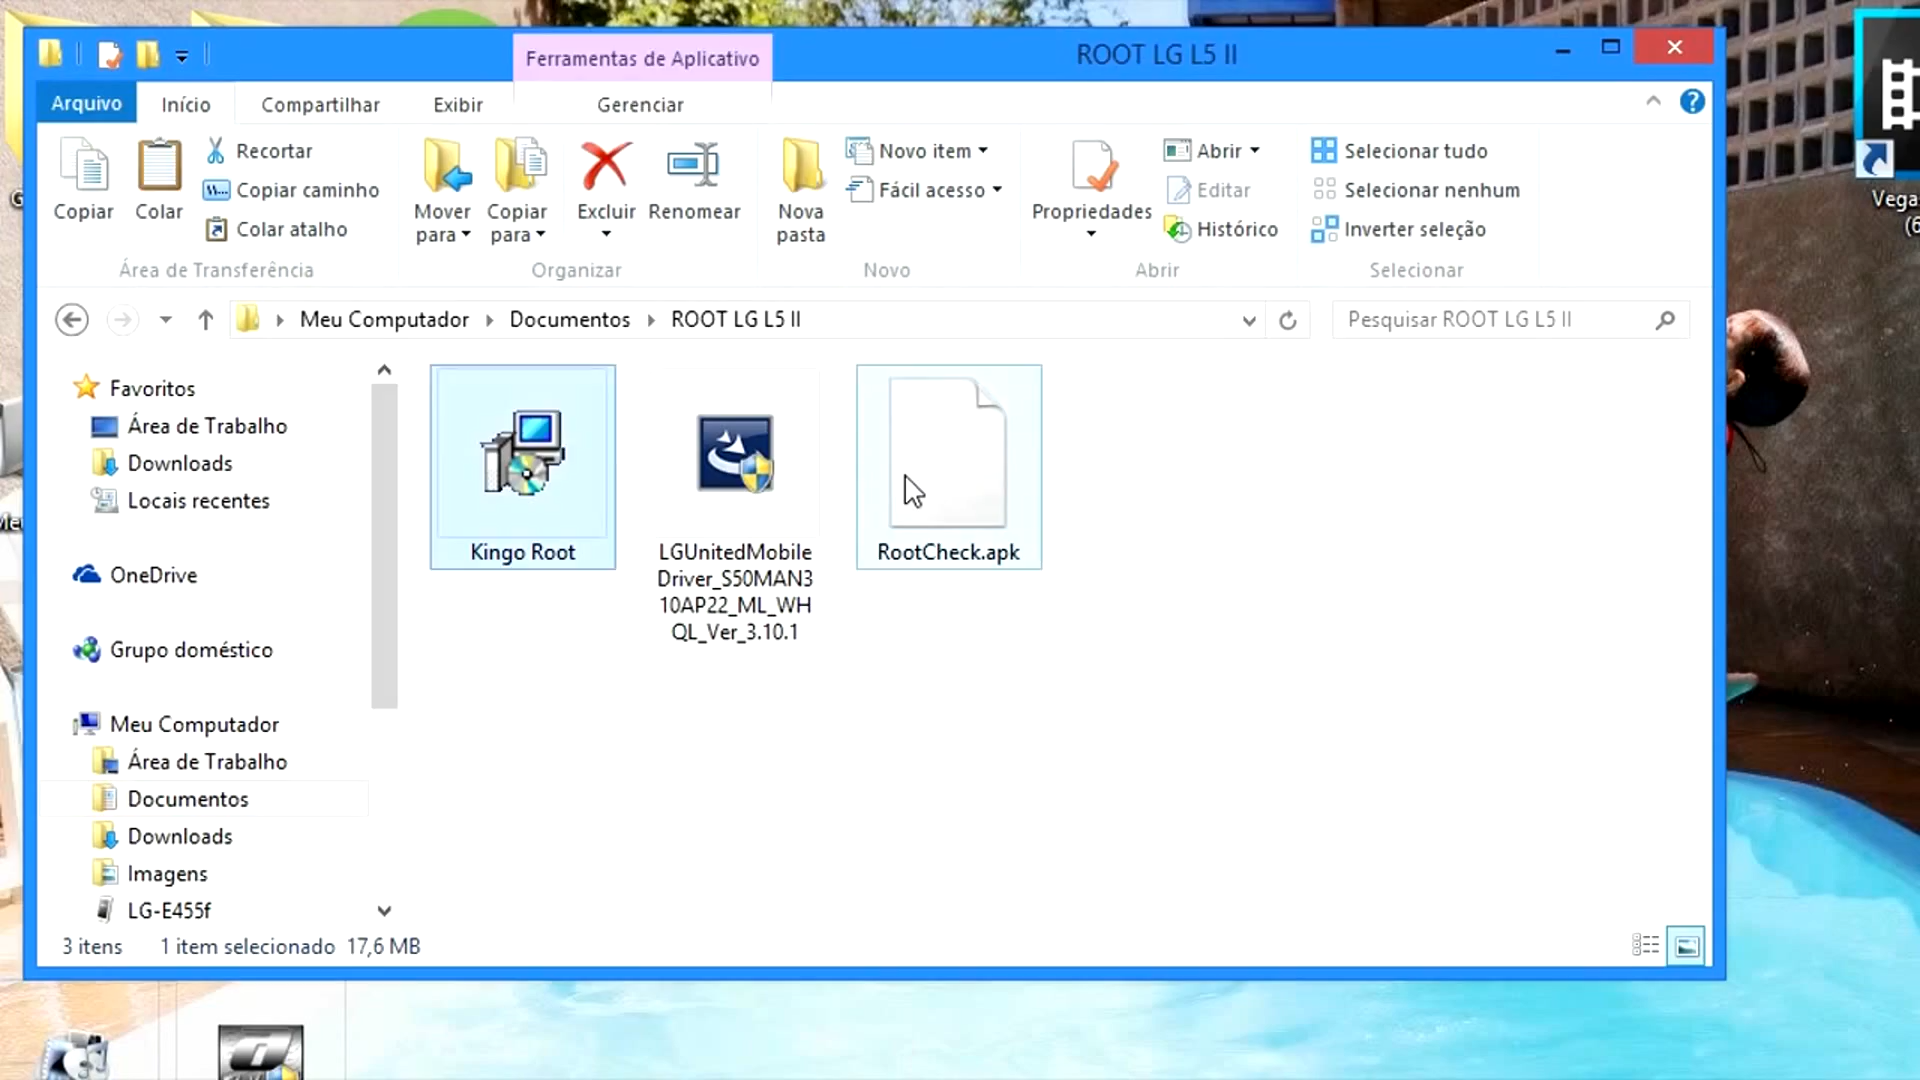 Ferramentas de Aplicativo
ROOT LG L5 II
Arquivo
Início
Compartilhar
Exibir
Gerenciar
Copiar
Colar
Recortar
Copiar caminho
Colar atalho
Área de Transferência
Mover para
Copiar para
Excluir
Renomear
Organizar
Nova pasta
Novo item
Fácil acesso
Novo
Propriedades
Abrir
Editar
Histórico
Abrir
Selecionar tudo
Selecionar nenhum
Inverter seleção
Selecionar
Meu Computador
Documentos
ROOT LG L5 II
Pesquisar ROOT LG L5 II
Favoritos
Área de Trabalho
Downloads
Locais recentes
OneDrive
Grupo doméstico
Meu Computador
Área de Trabalho
Documentos
Downloads
Imagens
LG-E455f
Kingo Root
LGUnitedMobile
Driver_S50MAN3
10AP22_ML_WH
QL_Ver_3.10.1
RootCheck.apk
3 itens
1 item selecionado 17,6 MB
Vegas